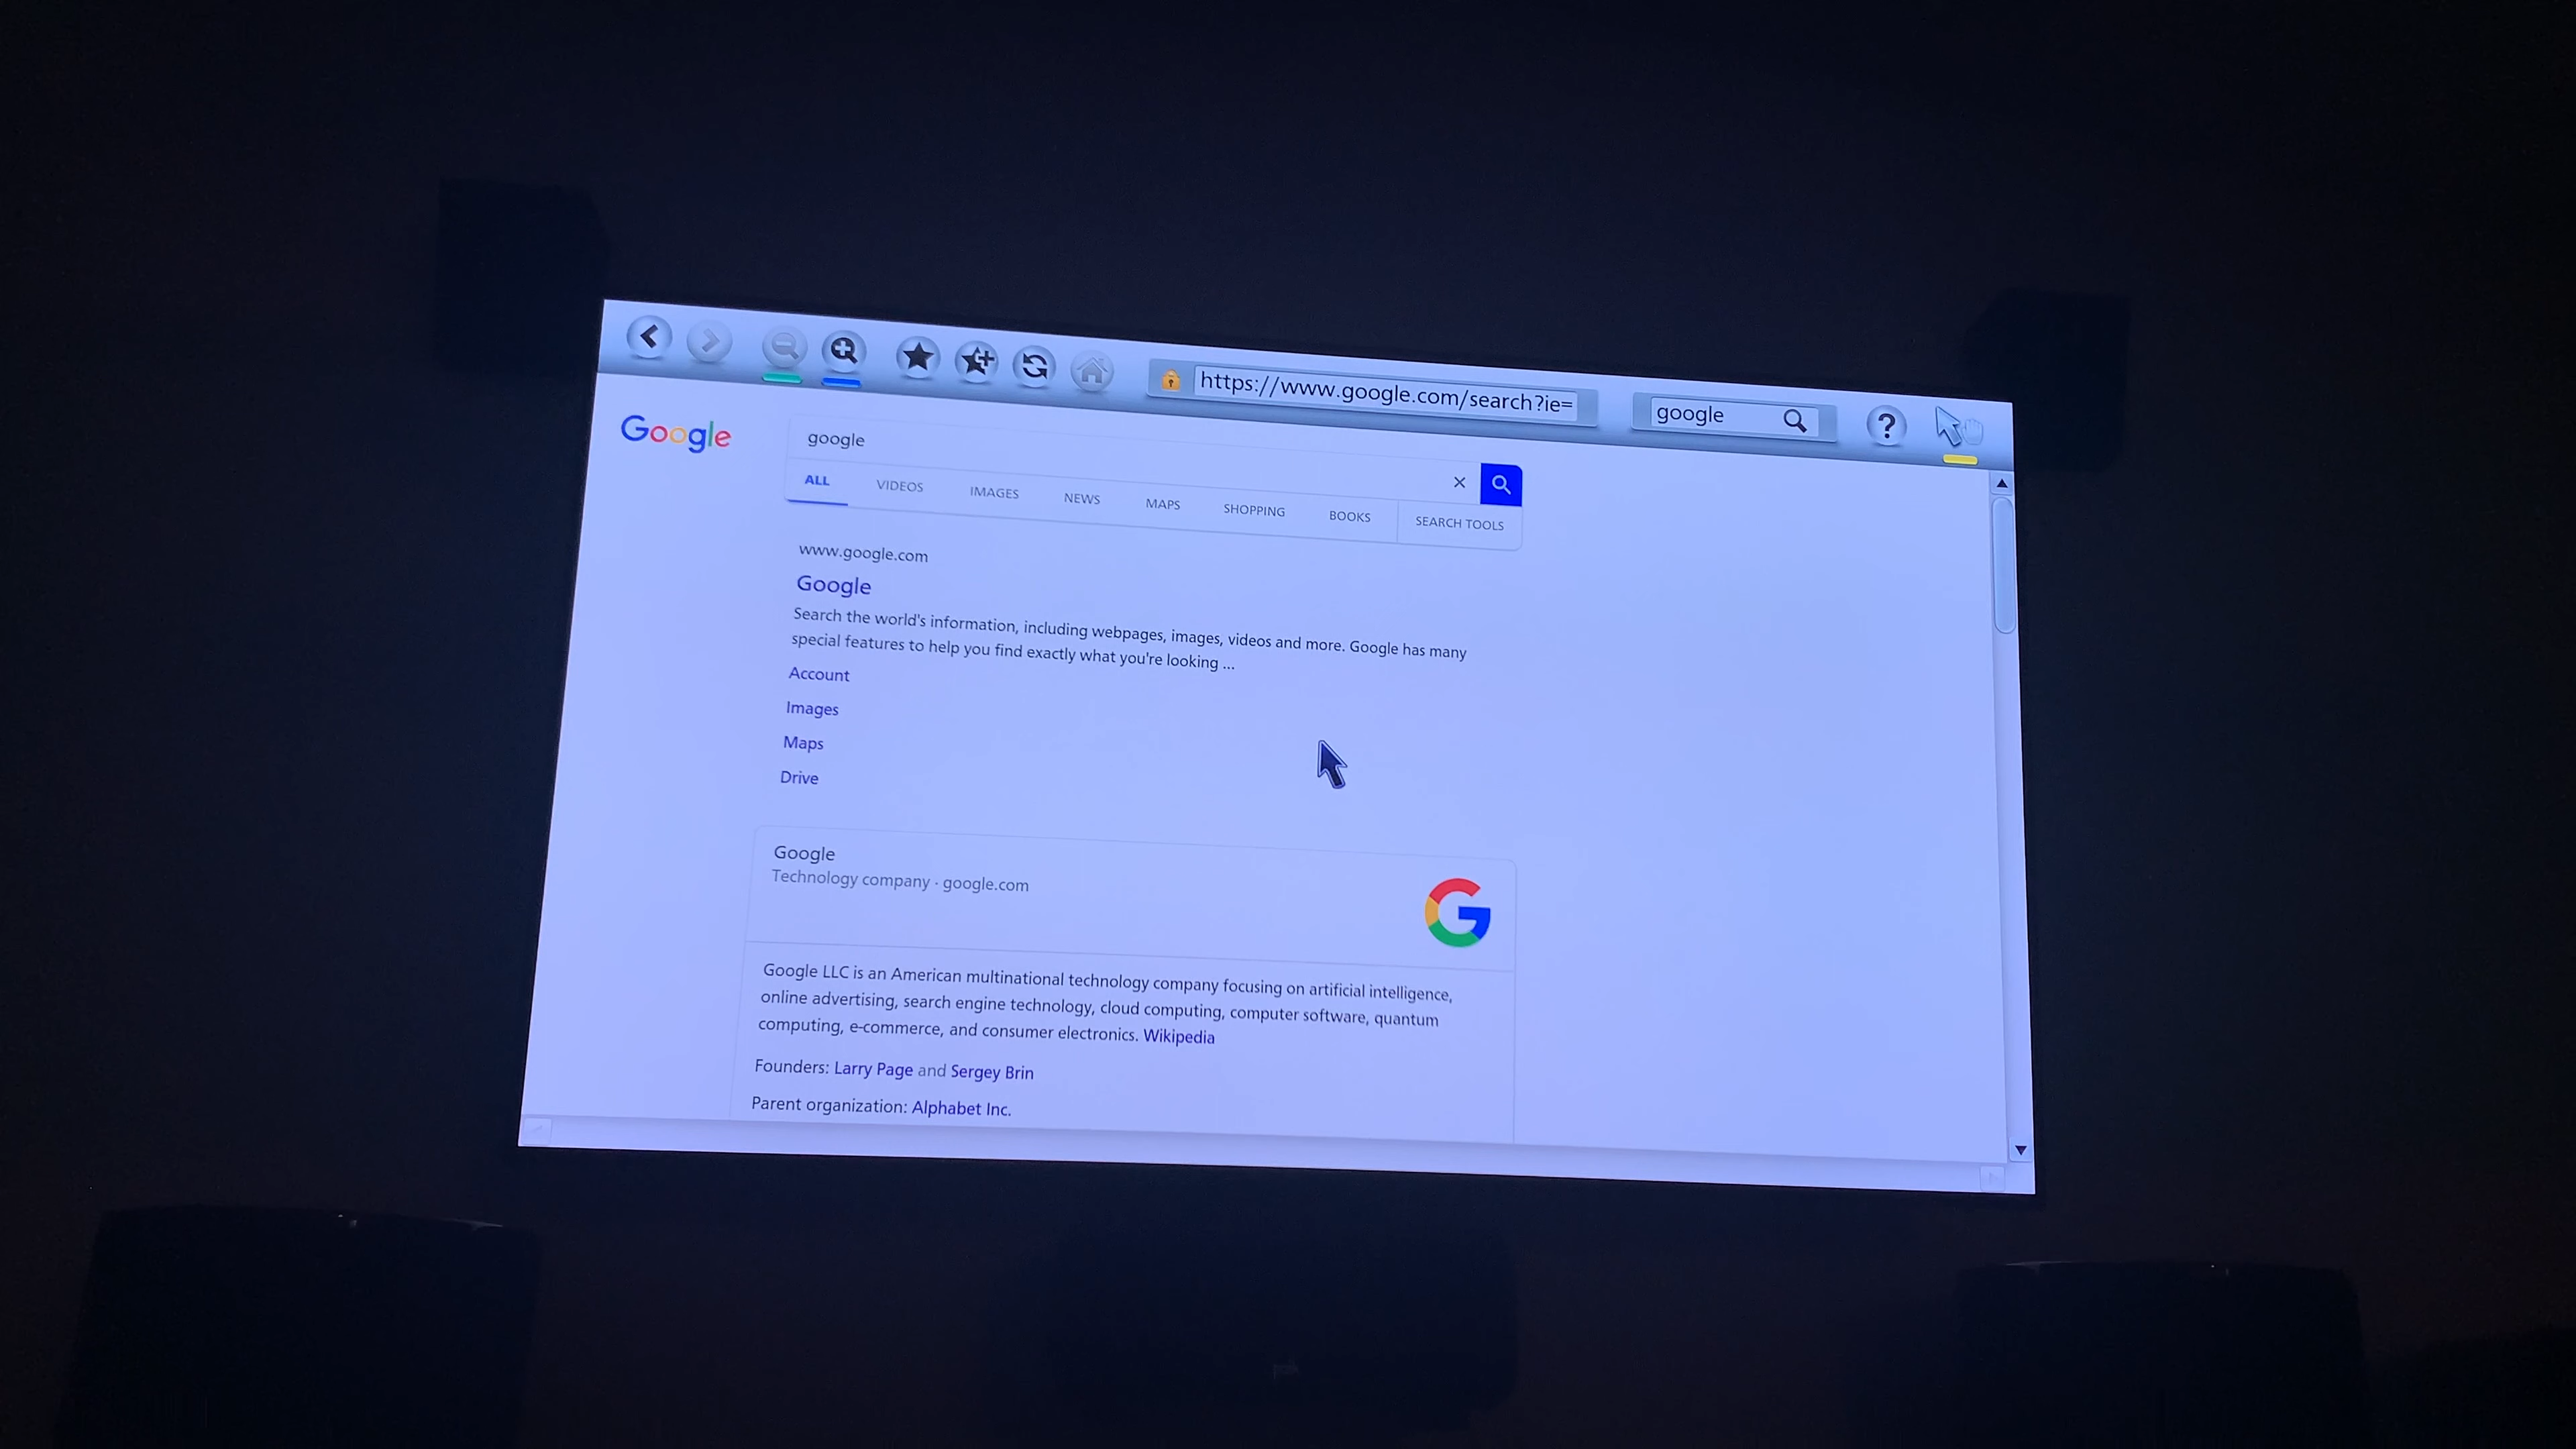 https://www.google.com/search?ie=
google
?
Google
google
ALL VIDEOS IMAGES NEWS MAPS SHOPPING BOOKS SEARCH TOOLS
www.google.com
Google
Search the world's information, including webpages, images, videos and more. Google has many
special features to help you find exactly what you're looking ...
Account
Images
Maps
Drive
Google
Technology company · google.com
G
Google LLC is an American multinational technology company focusing on artificial intelligence,
online advertising, search engine technology, cloud computing, computer software, quantum
computing, e-commerce, and consumer electronics. Wikipedia
Founders: Larry Page and Sergey Brin
Parent organization: Alphabet Inc.